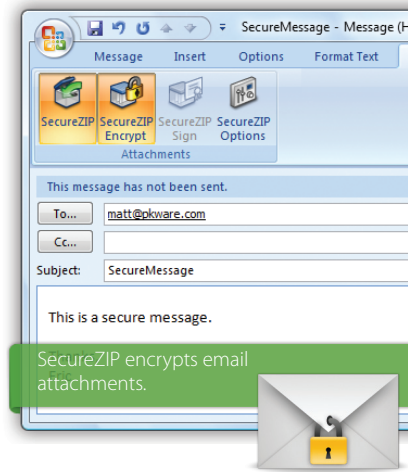 SecureMessage - Message (H
Message Insert Options Format Text
SecureZIP SecureZIP Encrypt SecureZIP Sign SecureZIP Options
Attachments
This message has not been sent.
To... matt@pkware.com
Cc...
Subject: SecureMessage
This is a secure message.
SecureZIP encrypts email
attachments.
Eric